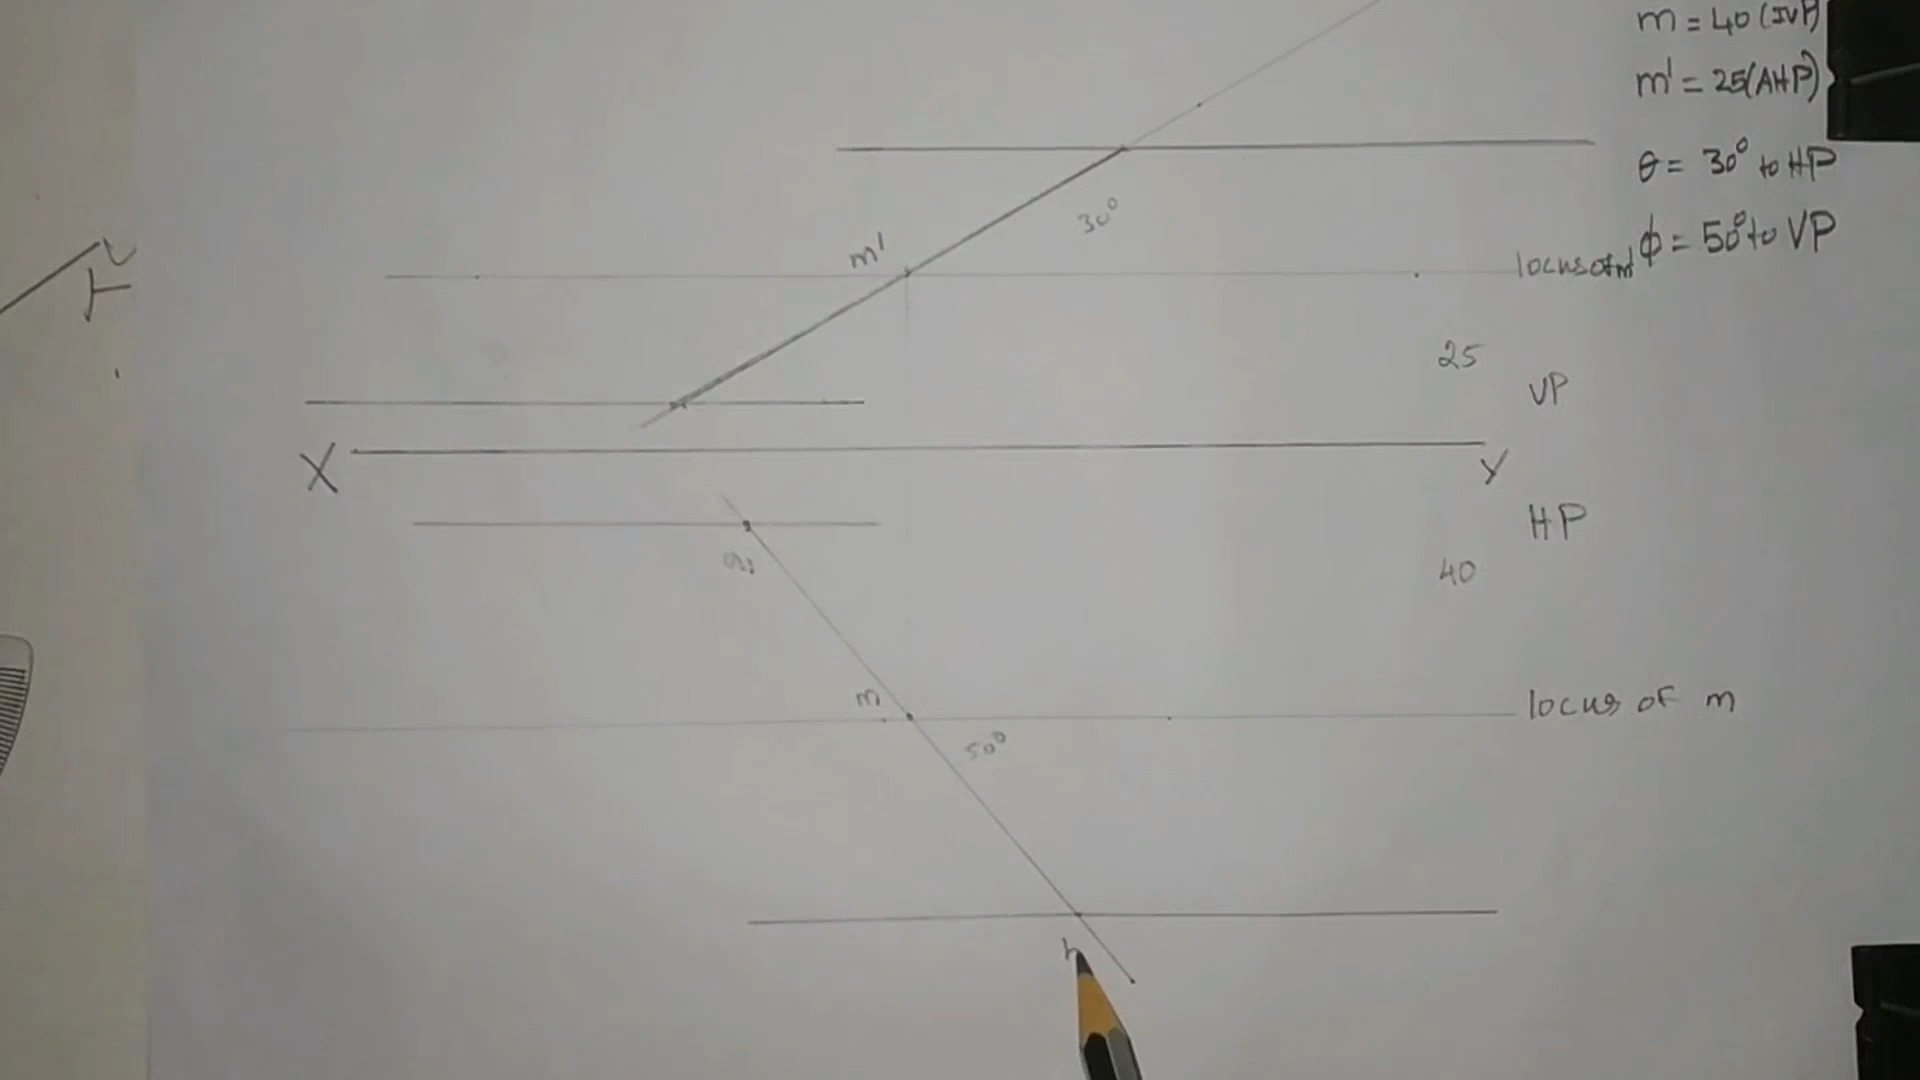 m = 40 (IVP)
m' = 25(AHP)
θ = 30° to HP
ϕ = 50° to VP
30°
m'
locus of m'
25
VP
X
Y
HP
40
m
locus of m
50°